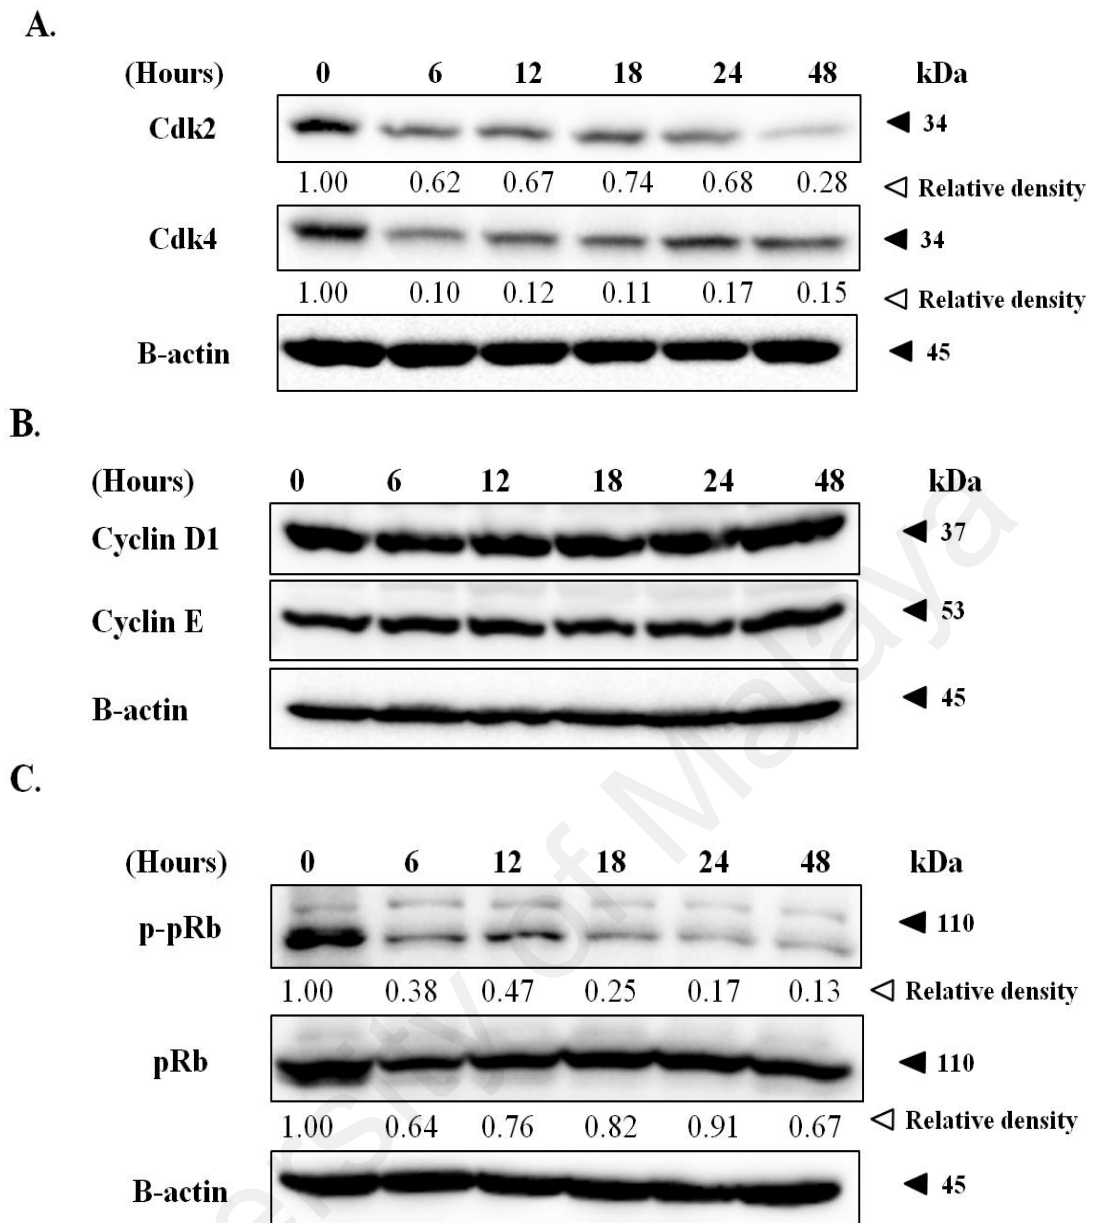 A.
(Hours) 0 6 12 18 24 48 kDa
Cdk2 34
1.00 0.62 0.67 0.74 0.68 0.28 Relative density
Cdk4 34
1.00 0.10 0.12 0.11 0.17 0.15 Relative density
B-actin 45
B.
(Hours) 0 6 12 18 24 48 kDa
Cyclin D1 37
Cyclin E 53
B-actin 45
C.
(Hours) 0 6 12 18 24 48 kDa
p-pRb 110
1.00 0.38 0.47 0.25 0.17 0.13 Relative density
pRb 110
1.00 0.64 0.76 0.82 0.91 0.67 Relative density
B-actin 45
ersity of Malaya